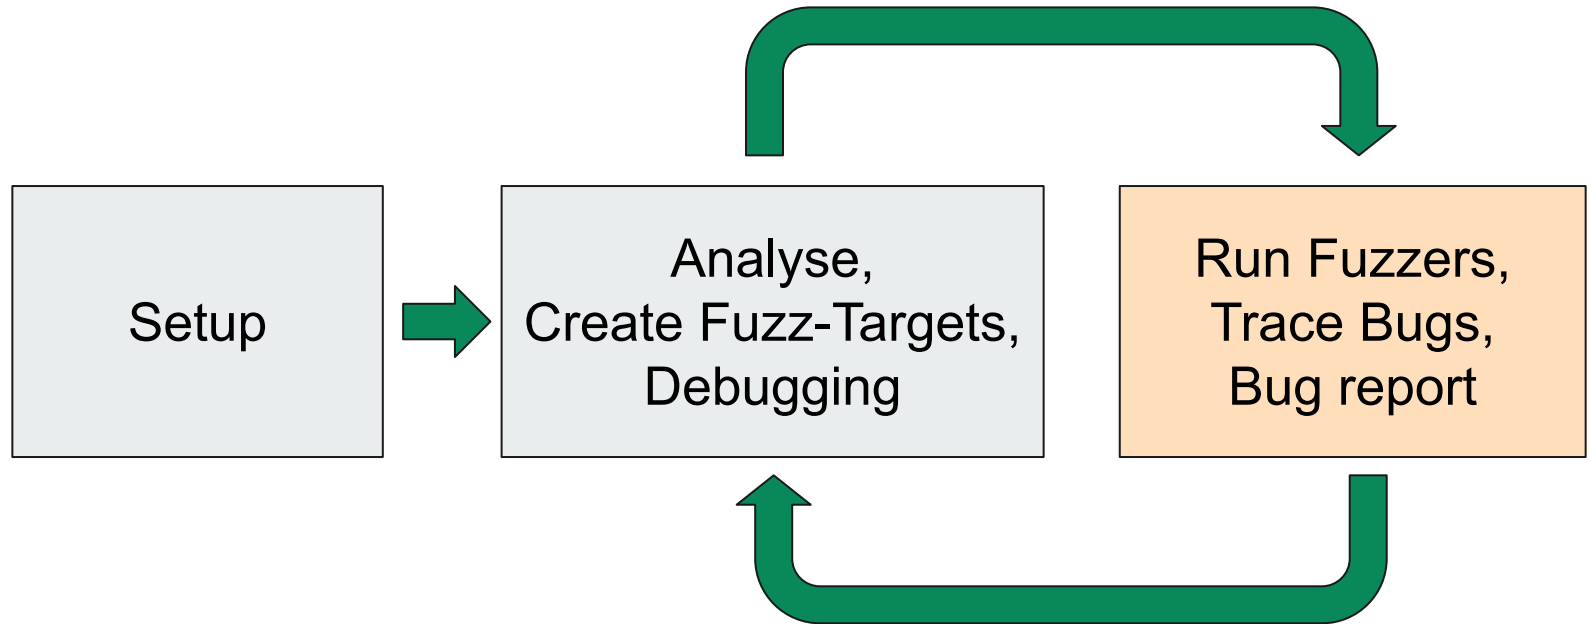 Setup
Analyse,
Create Fuzz-Targets,
Debugging
Run Fuzzers,
Trace Bugs,
Bug report